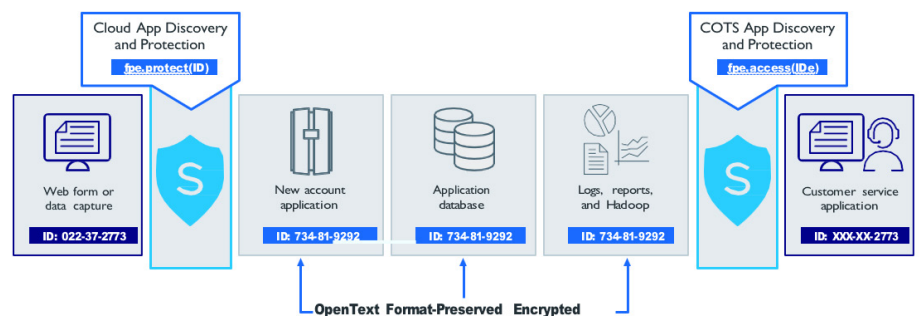 Cloud App Discovery
and Protection
fpe.protect(ID)
COTS App Discovery
and Protection
fpe.access(IDe)
Web form or
data capture
ID: 022-37-2773
S
New account
application
ID: 734-81-9292
Application
database
ID: 734-81-9292
Logs, reports,
and Hadoop
ID: 734-81-9292
S
Customer service
application
ID: XXX-XX-2773
OpenText Format-Preserved Encrypted